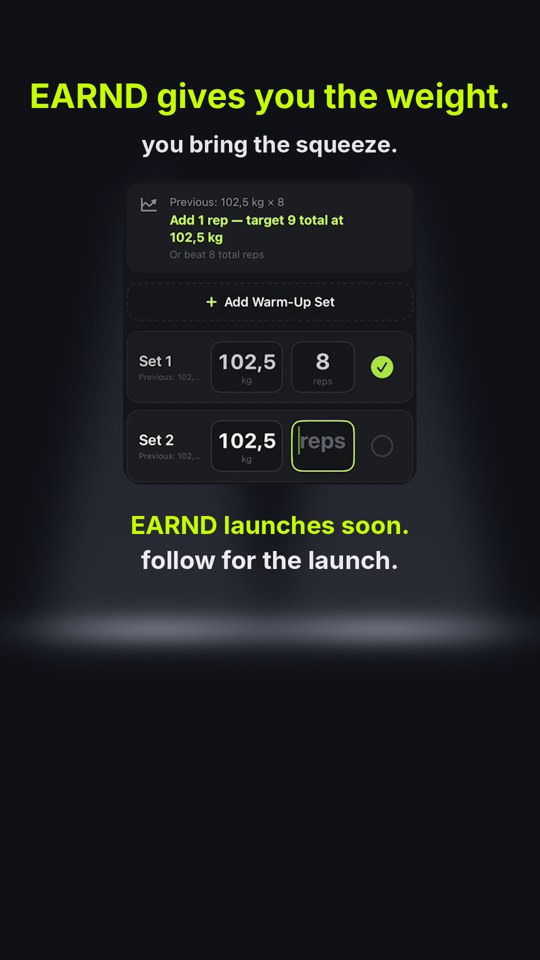 EARND gives you the weight.
you bring the squeeze.
Previous: 102,5 kg × 8
Add 1 rep — target 9 total at
102,5 kg
Or beat 8 total reps
+ Add Warm-Up Set
Set 1
Previous: 102,...
102,5
kg
8
reps
Set 2
Previous: 102,...
102,5
kg
reps
EARND launches soon.
follow for the launch.